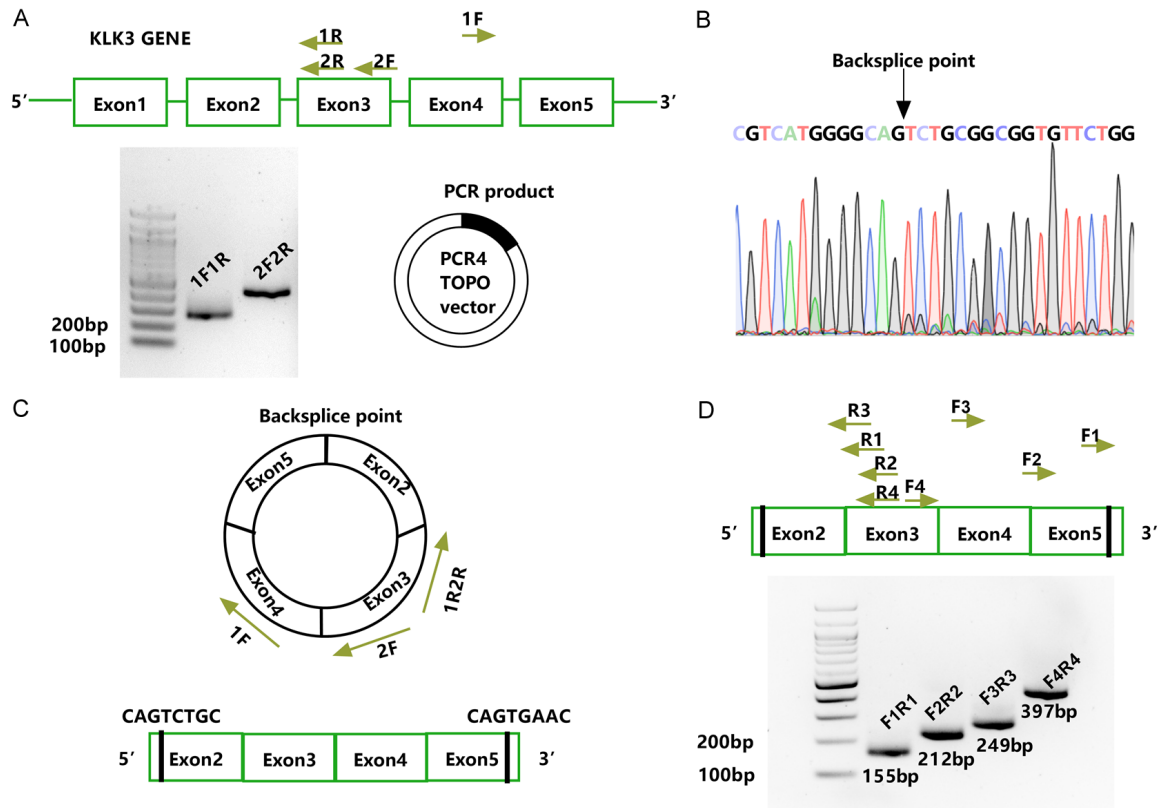 A
KLK3 GENE
1F
1R
2R
2F
5′
Exon1
Exon2
Exon3
Exon4
Exon5
3′
1F1R
2F2R
200bp
100bp
PCR product
PCR4
TOPO
vector
B
Backsplice point
CGTCATGGGGCAGTCTGCGGCGGTGTTCTGG
C
Backsplice point
Exon5
Exon2
Exon4
Exon3
1F
2F
1R2R
CAGTCTGC
CAGTGAAC
5′
Exon2
Exon3
Exon4
Exon5
3′
D
R3
F3
R1
F1
R2
F2
R4
F4
5′
Exon2
Exon3
Exon4
Exon5
3′
F1R1
F2R2
F3R3
F4R4
200bp
100bp
155bp
212bp
249bp
397bp